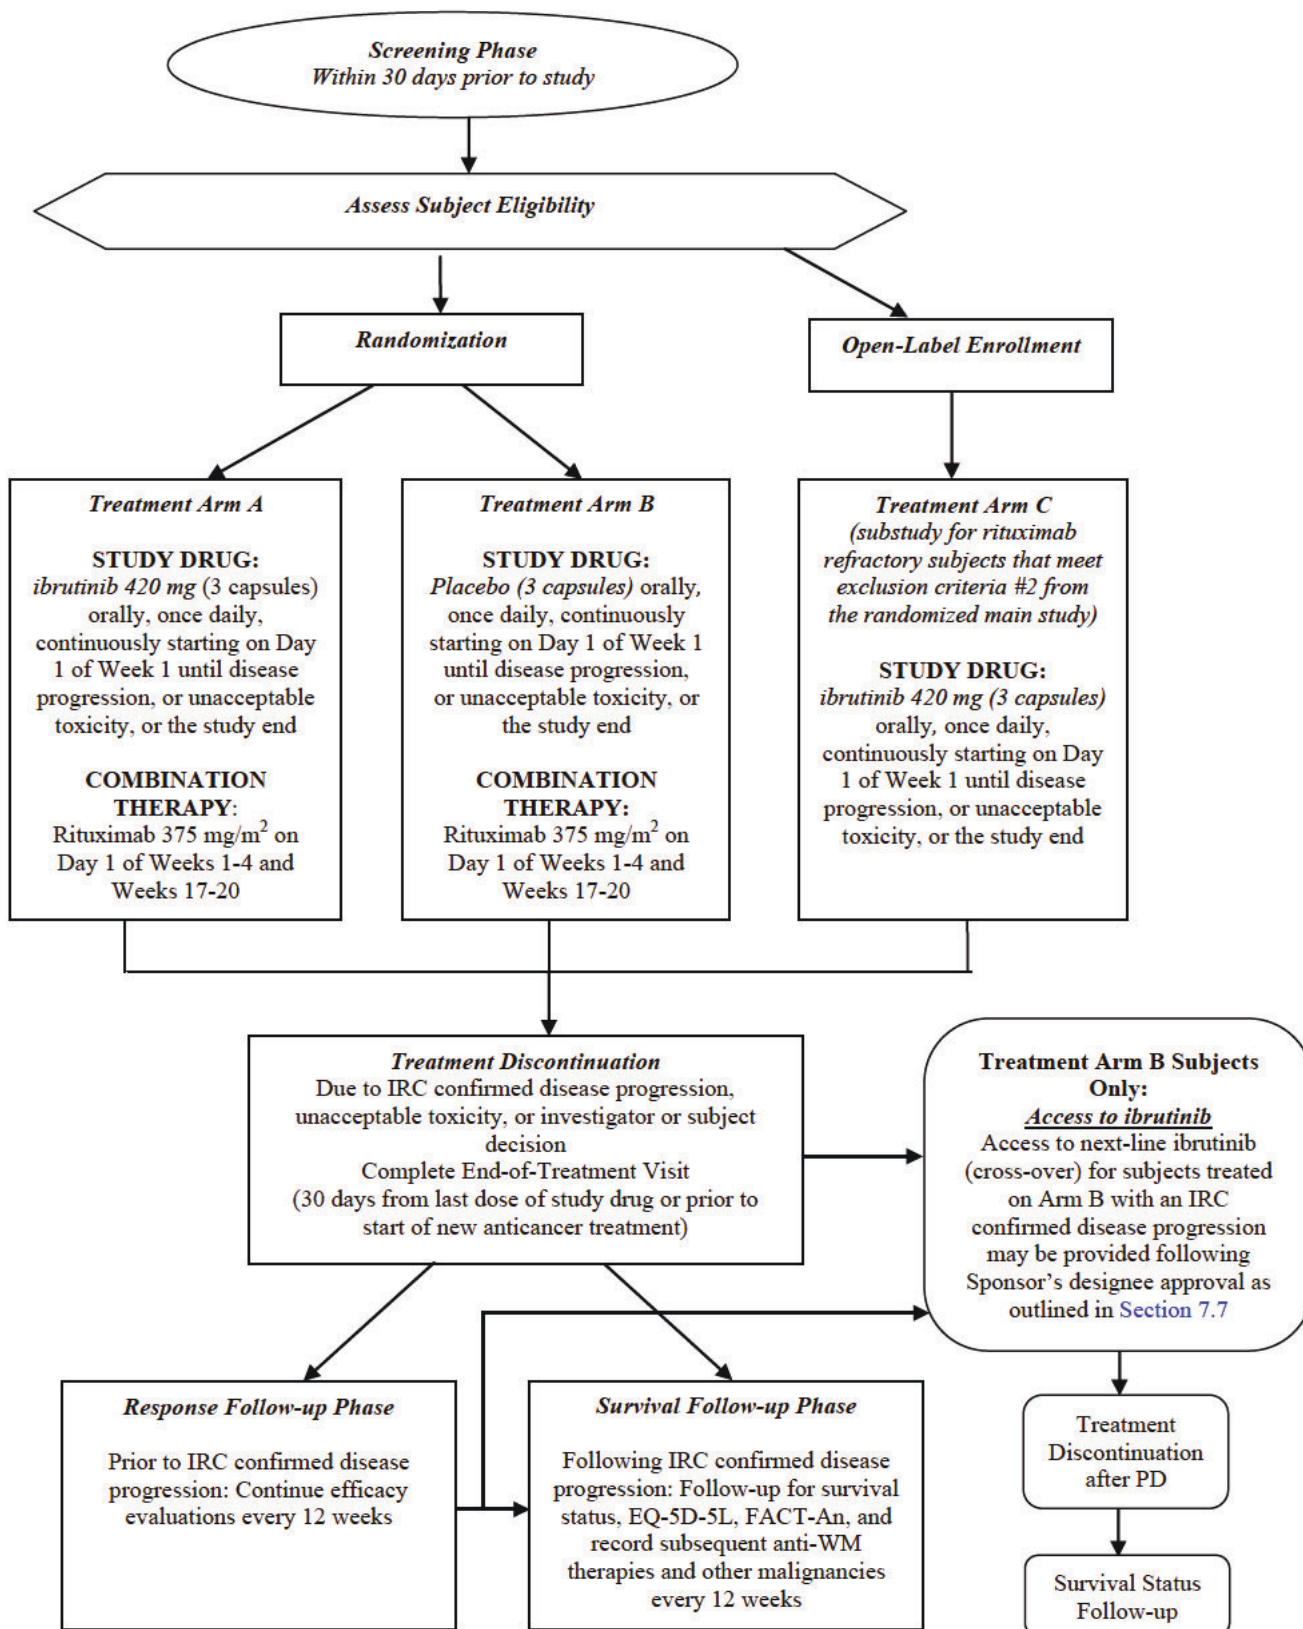 Screening Phase
Within 30 days prior to study
Assess Subject Eligibility
Randomization
Open-Label Enrollment
Treatment Arm A
STUDY DRUG:
ibrutinib 420 mg (3 capsules)
orally, once daily,
continuously starting on Day
1 of Week 1 until disease
progression, or unacceptable
toxicity, or the study end
COMBINATION
THERAPY:
Rituximab 375 mg/m² on
Day 1 of Weeks 1-4 and
Weeks 17-20
Treatment Arm B
STUDY DRUG:
Placebo (3 capsules) orally,
once daily, continuously
starting on Day 1 of Week 1
until disease progression,
or unacceptable toxicity, or
the study end
COMBINATION
THERAPY:
Rituximab 375 mg/m² on
Day 1 of Weeks 1-4 and
Weeks 17-20
Treatment Arm C
(substudy for rituximab
refractory subjects that meet
exclusion criteria #2 from
the randomized main study)
STUDY DRUG:
ibrutinib 420 mg (3 capsules)
orally, once daily,
continuously starting on Day
1 of Week 1 until disease
progression, or unacceptable
toxicity, or the study end
Treatment Discontinuation
Due to IRC confirmed disease progression,
unacceptable toxicity, or investigator or subject
decision
Complete End-of-Treatment Visit
(30 days from last dose of study drug or prior to
start of new anticancer treatment)
Treatment Arm B Subjects
Only:
Access to ibrutinib
Access to next-line ibrutinib
(cross-over) for subjects treated
on Arm B with an IRC
confirmed disease progression
may be provided following
Sponsor's designee approval as
outlined in Section 7.7
Response Follow-up Phase
Prior to IRC confirmed disease
progression: Continue efficacy
evaluations every 12 weeks
Survival Follow-up Phase
Following IRC confirmed disease
progression: Follow-up for survival
status, EQ-5D-5L, FACT-An, and
record subsequent anti-WM
therapies and other malignancies
every 12 weeks
Treatment
Discontinuation
after PD
Survival Status
Follow-up